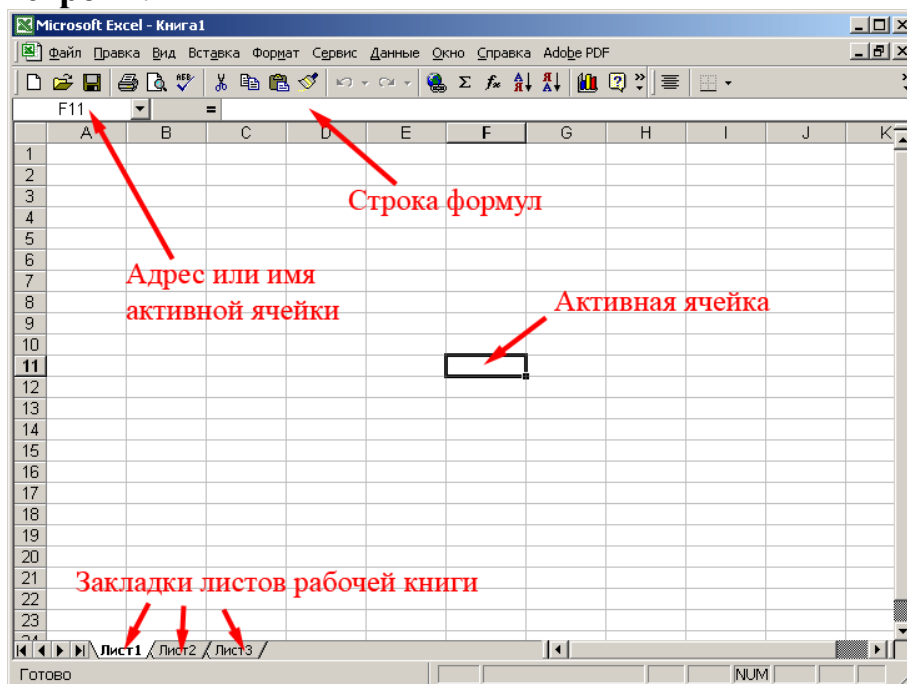 Microsoft Excel - Книга1
Файл Правка Вид Вставка Формат Сервис Данные Окно Справка Adobe PDF
F11 =
A B C D E F G H I J K
1
2
3
Строка формул
4
5
6
Адрес или имя
7
активной ячейки
8
Активная ячейка
9
10
11
12
13
14
15
16
17
18
19
20
21
Закладки листов рабочей книги
22
23
24
Лист1 Лист2 Лист3
Готово NUM